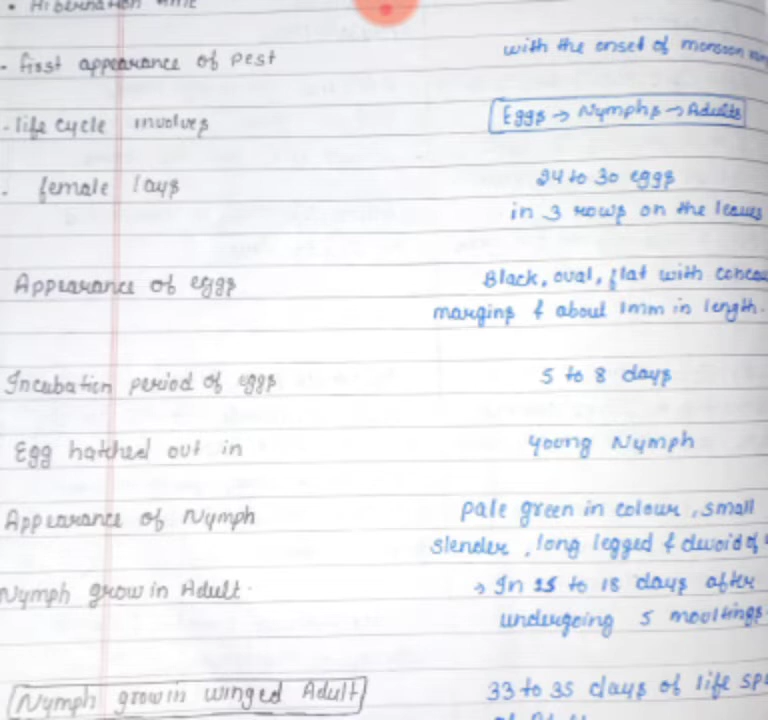 • Hibernation time
- first appearance of pest
with the onset of monsoon
- life cycle involves
Eggs → Nymphs → Adults
- female lays
24 to 30 eggs
in 3 rows on the leaves
Appearance of eggs
Black, oval, flat with
margins & about 1mm in length.
Incubation period of eggs
5 to 8 days
Egg hatched out in
young Nymph
Appearance of Nymph
pale green in colour, small
slender, long legged & devoid of
Nymph grow in Adult.
→ In 15 to 18 days after
undergoing 5 moultings
Nymph grow in winged Adult
33 to 35 days of life